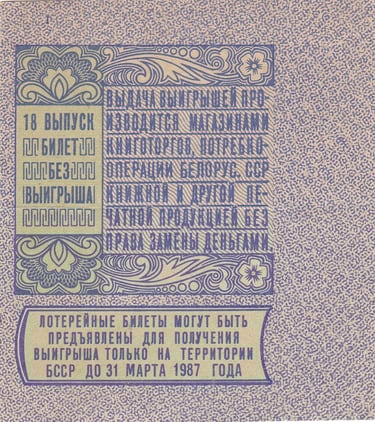 18 ВЫПУСК
БИЛЕТ
БЕЗ
ВЫИГРЫША
ВЫДАЧА ВЫИГРЫШЕЙ ПРО
ИЗВОДИТСЯ МАГАЗИНАМИ
КНИГОТОРГОВ, ПОТРЕБКО-
ОПЕРАЦИИ БЕЛОРУС. ССР
КНИЖНОЙ И ДРУГОЙ ПЕ-
ЧАТНОЙ ПРОДУКЦИЕЙ БЕЗ
ПРАВА ЗАМЕНЫ ДЕНЬГАМИ.
ЛОТЕРЕЙНЫЕ БИЛЕТЫ МОГУТ БЫТЬ
ПРЕДЪЯВЛЕНЫ ДЛЯ ПОЛУЧЕНИЯ
ВЫИГРЫША ТОЛЬКО НА ТЕРРИТОРИИ
БССР ДО 31 МАРТА 1987 ГОДА